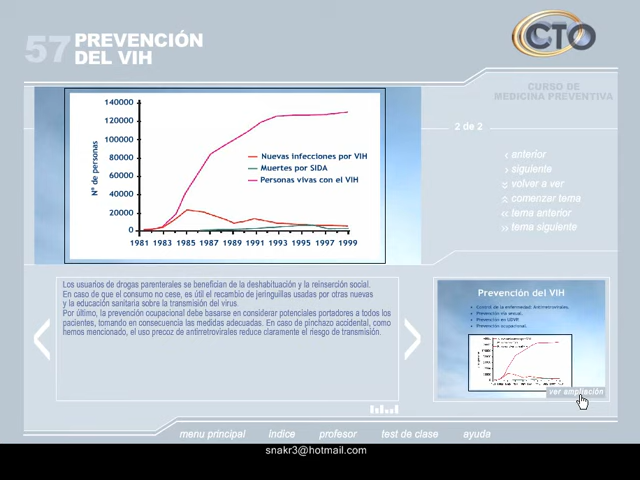 57 PREVENCIÓN
DEL VIH
CTO
CURSO DE
MEDICINA PREVENTIVA
2 de 2
‹ anterior
› siguiente
volver a ver
comenzar tema
‹‹ tema anterior
›› tema siguiente
Nº de personas
140000
120000
100000
80000
60000
40000
20000
0
1981 1983 1985 1987 1989 1991 1993 1995 1997 1999
Nuevas infecciones por VIH
Muertes por SIDA
Personas vivas con el VIH
Los usuarios de drogas parenterales se benefician de la deshabituación y la reinserción social.
En caso de que el consumo no cese, es útil el recambio de jeringuillas usadas por otras nuevas
y la educación sanitaria sobre la transmisión del virus.
Por último, la prevención ocupacional debe basarse en considerar potenciales portadores a todos los
pacientes, tomando en consecuencia las medidas adecuadas. En caso de pinchazo accidental, como
hemos mencionado, el uso precoz de antirretrovirales reduce claramente el riesgo de transmisión.
Prevención del VIH
• Control de la enfermedad: Antirretrovirales.
• Prevención vía sexual.
• Prevención en UDVP.
• Prevención ocupacional.
ver ampliación
menu principal índice profesor test de clase ayuda
snakr3@hotmail.com